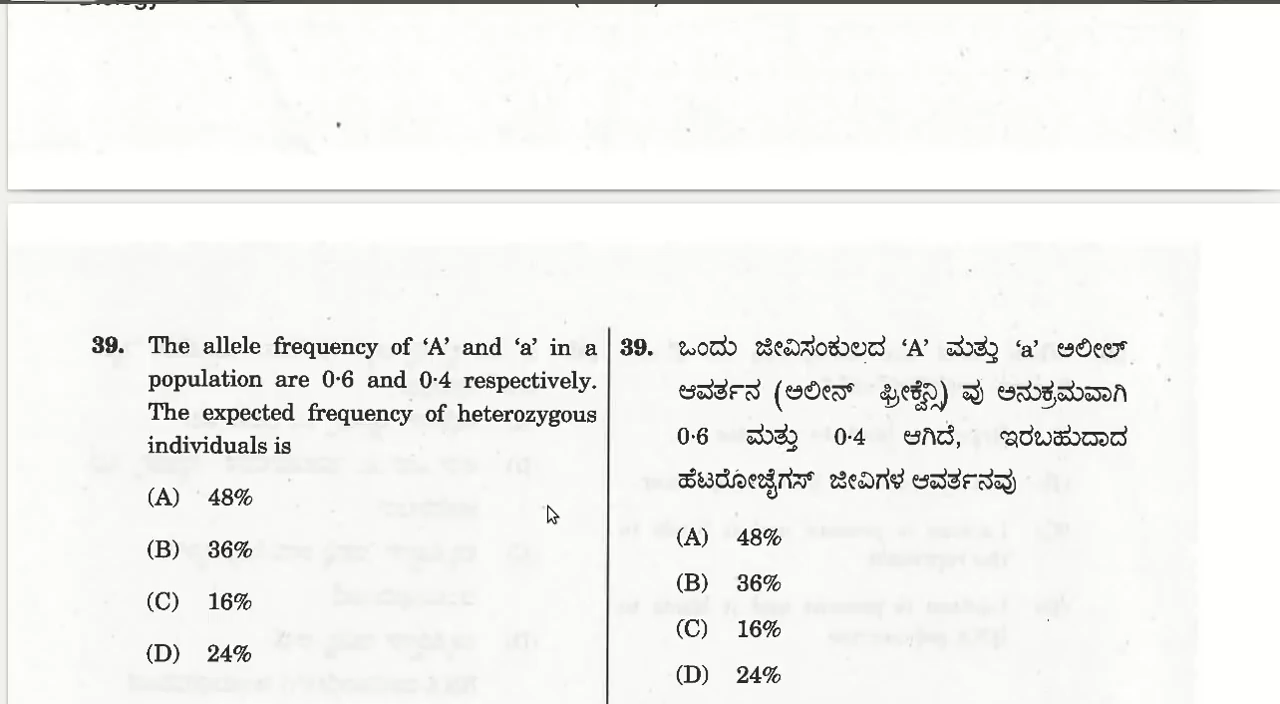 39. The allele frequency of ‘A’ and ‘a’ in a
population are 0·6 and 0·4 respectively.
The expected frequency of heterozygous
individuals is
(A) 48%
(B) 36%
(C) 16%
(D) 24%
39. ಒಂದು ಜೀವಿಸಂಕುಲದ ‘A’ ಮತ್ತು ‘a’ ಅಲೀಲ್
ಆವರ್ತನ (ಅಲೀನ್ ಫ್ರೀಕ್ವೆನ್ಸಿ) ವು ಅನುಕ್ರಮವಾಗಿ
0·6 ಮತ್ತು 0·4 ಆಗಿದೆ, ಇರಬಹುದಾದ
ಹೆಟರೋಜೈಗಸ್ ಜೀವಿಗಳ ಆವರ್ತನವು
(A) 48%
(B) 36%
(C) 16%
(D) 24%